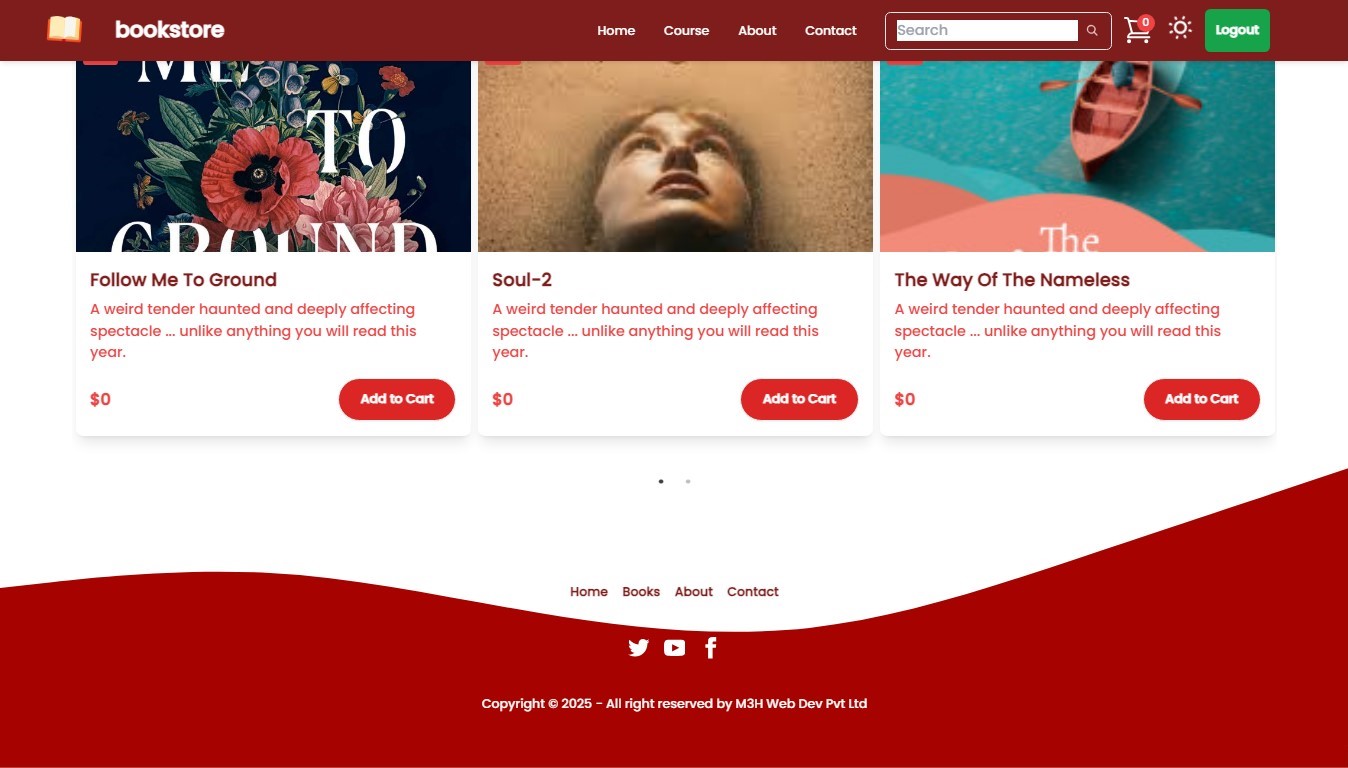 bookstore
Home Course About Contact Search 0 Logout
ME
TO
GROUND
The
Follow Me To Ground
A weird tender haunted and deeply affecting
spectacle ... unlike anything you will read this
year.
$0 Add to Cart
Soul-2
A weird tender haunted and deeply affecting
spectacle ... unlike anything you will read this
year.
$0 Add to Cart
The Way Of The Nameless
A weird tender haunted and deeply affecting
spectacle ... unlike anything you will read this
year.
$0 Add to Cart
Home Books About Contact
Copyright © 2025 - All right reserved by M3H Web Dev Pvt Ltd